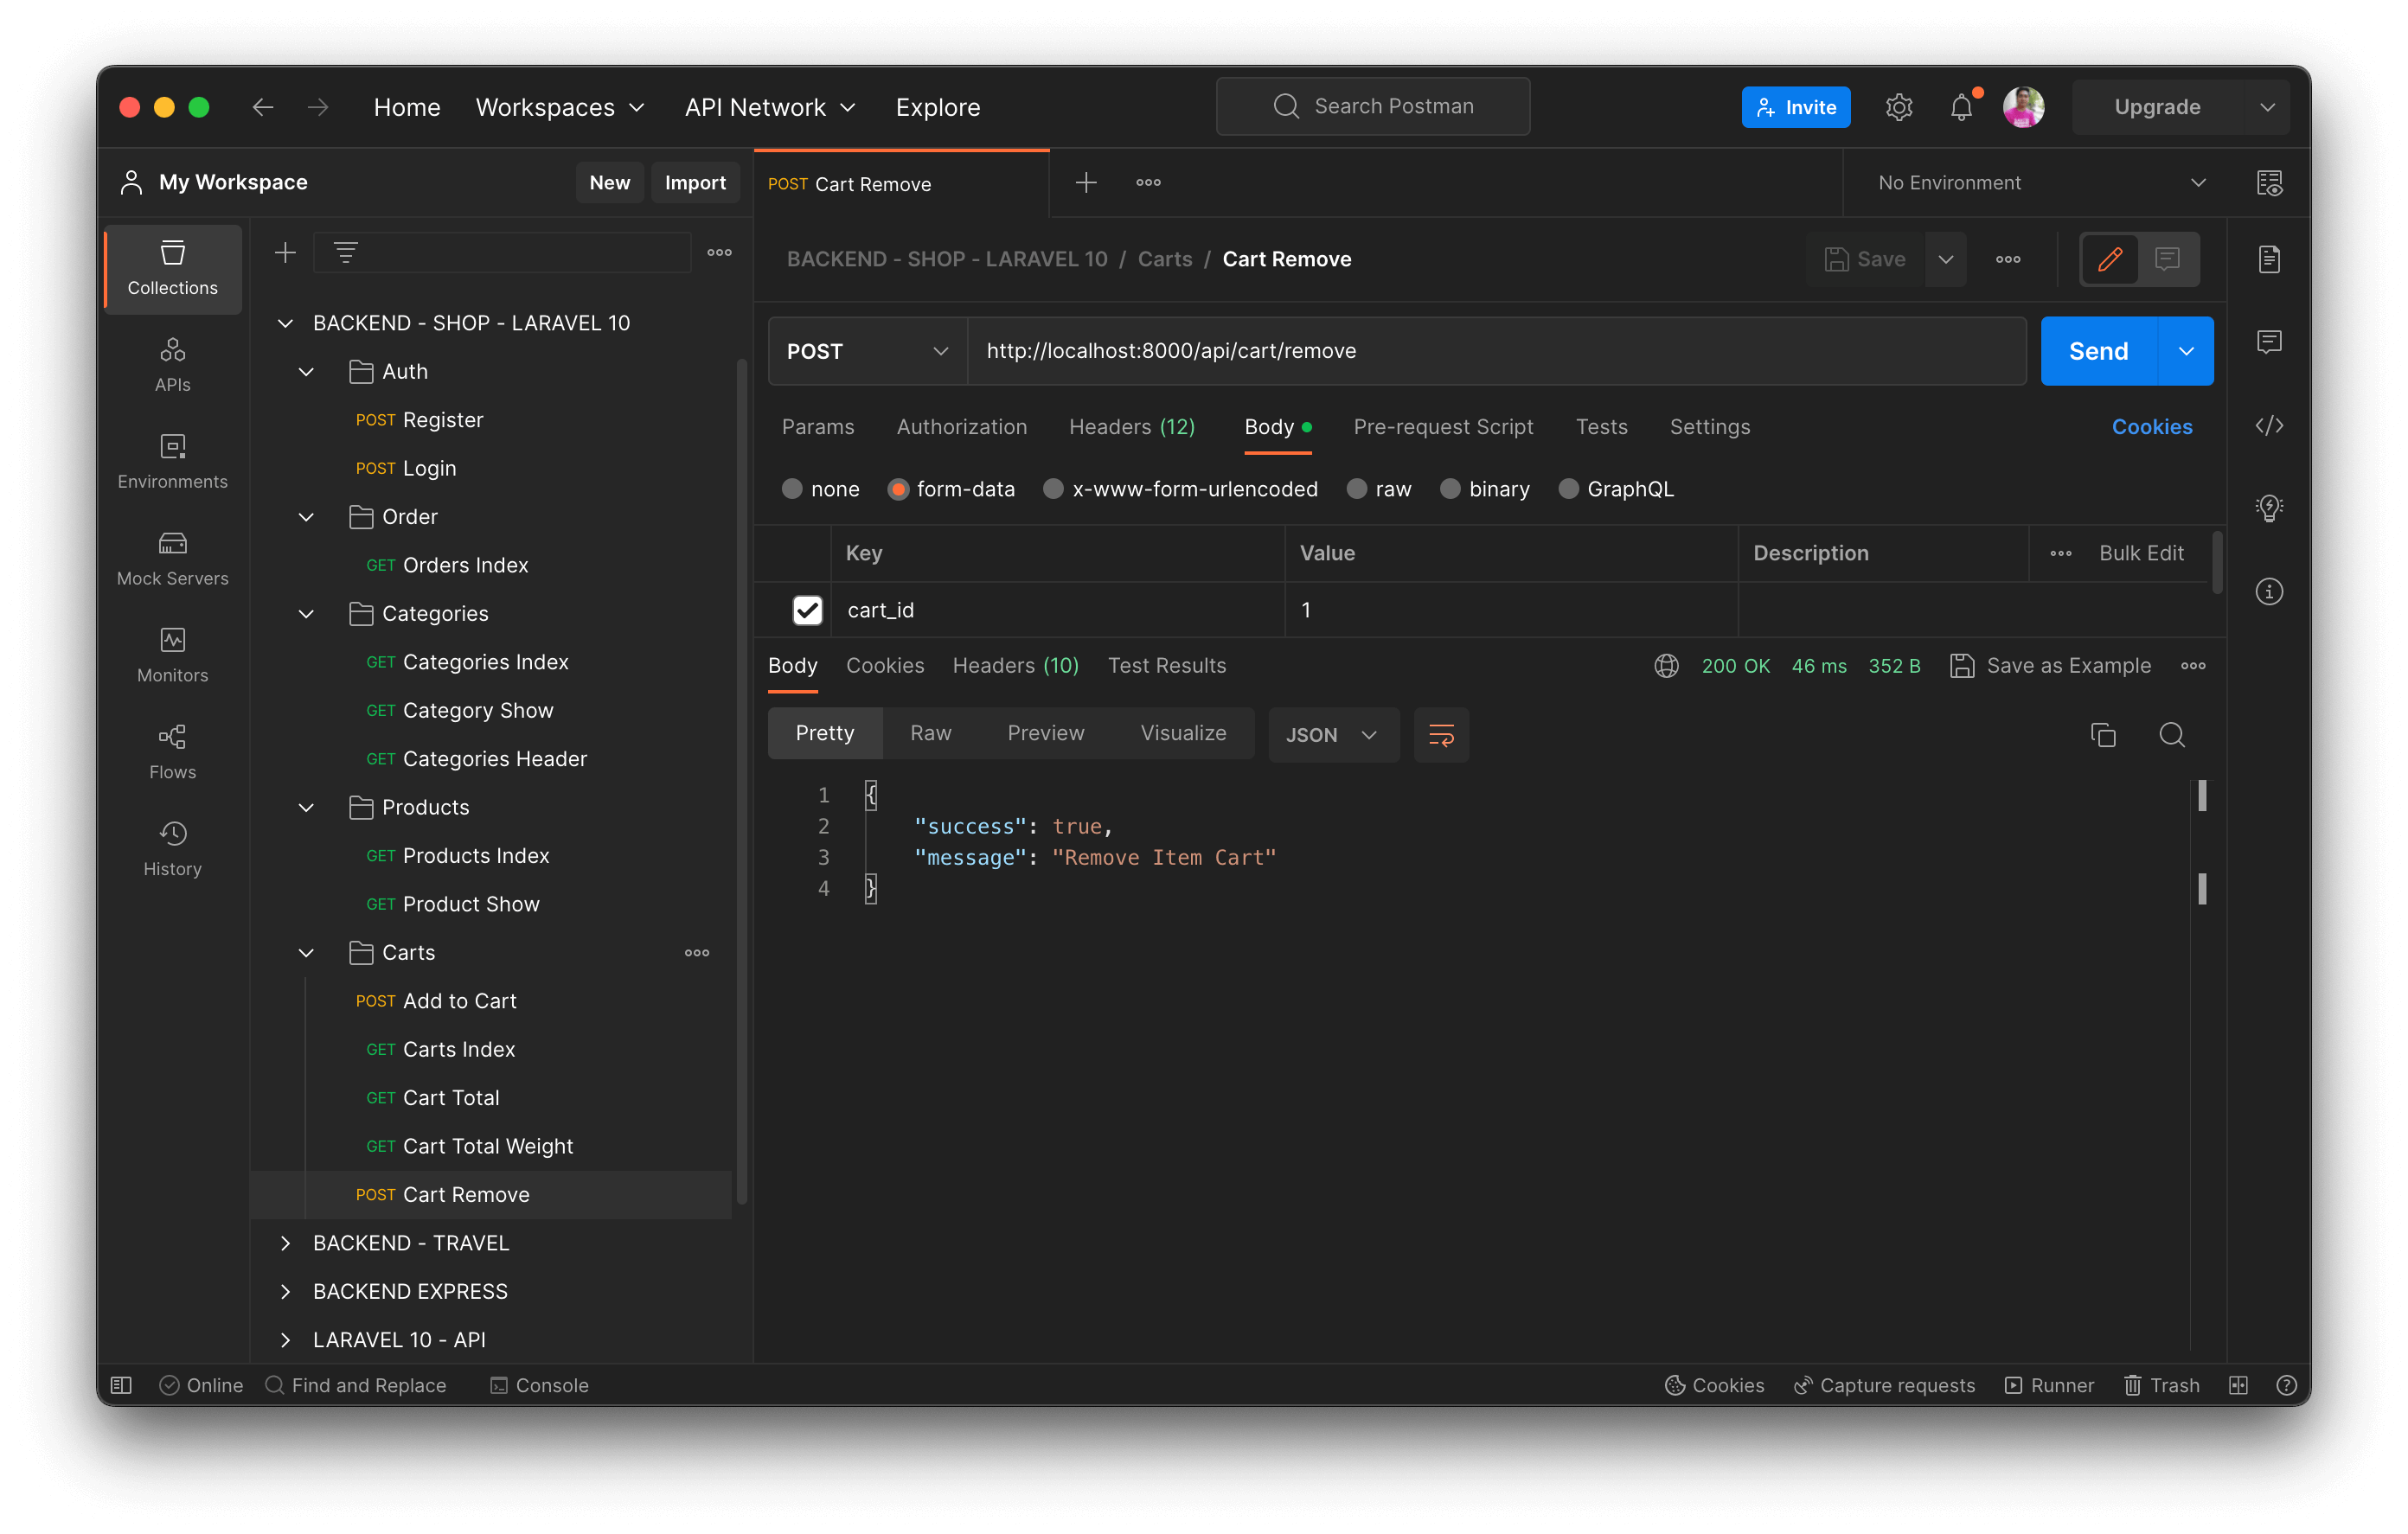 Home Workspaces API Network Explore Search Postman Invite Upgrade
My Workspace New Import
POST Cart Remove No Environment
Collections
APIs
Environments
Mock Servers
Monitors
Flows
History
BACKEND - SHOP - LARAVEL 10
Auth
POST Register
POST Login
Order
GET Orders Index
Categories
GET Categories Index
GET Category Show
GET Categories Header
Products
GET Products Index
GET Product Show
Carts
POST Add to Cart
GET Carts Index
GET Cart Total
GET Cart Total Weight
POST Cart Remove
BACKEND - TRAVEL
BACKEND EXPRESS
LARAVEL 10 - API
BACKEND - SHOP - LARAVEL 10 / Carts / Cart Remove Save
POST http://localhost:8000/api/cart/remove Send
Params Authorization Headers (12) Body Pre-request Script Tests Settings Cookies
none form-data x-www-form-urlencoded raw binary GraphQL
Key Value Description Bulk Edit
cart_id 1
Body Cookies Headers (10) Test Results 200 OK 46 ms 352 B Save as Example
Pretty Raw Preview Visualize JSON
1 {
2 "success": true,
3 "message": "Remove Item Cart"
4 }
Online Find and Replace Console Cookies Capture requests Runner Trash